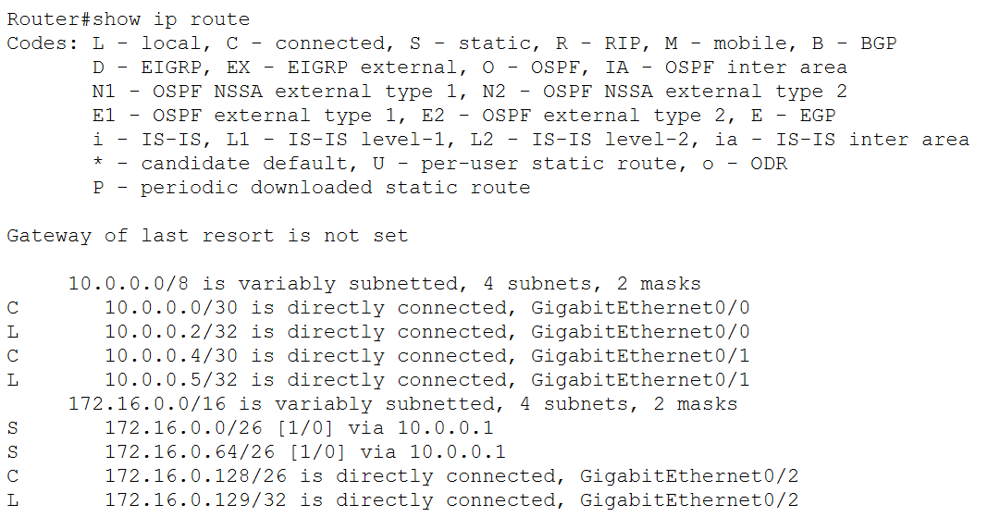 Router#show ip route
Codes: L - local, C - connected, S - static, R - RIP, M - mobile, B - BGP
D - EIGRP, EX - EIGRP external, O - OSPF, IA - OSPF inter area
N1 - OSPF NSSA external type 1, N2 - OSPF NSSA external type 2
E1 - OSPF external type 1, E2 - OSPF external type 2, E - EGP
i - IS-IS, L1 - IS-IS level-1, L2 - IS-IS level-2, ia - IS-IS inter area
* - candidate default, U - per-user static route, o - ODR
P - periodic downloaded static route
Gateway of last resort is not set
10.0.0.0/8 is variably subnetted, 4 subnets, 2 masks
C 10.0.0.0/30 is directly connected, GigabitEthernet0/0
L 10.0.0.2/32 is directly connected, GigabitEthernet0/0
C 10.0.0.4/30 is directly connected, GigabitEthernet0/1
L 10.0.0.5/32 is directly connected, GigabitEthernet0/1
172.16.0.0/16 is variably subnetted, 4 subnets, 2 masks
S 172.16.0.0/26 [1/0] via 10.0.0.1
S 172.16.0.64/26 [1/0] via 10.0.0.1
C 172.16.0.128/26 is directly connected, GigabitEthernet0/2
L 172.16.0.129/32 is directly connected, GigabitEthernet0/2